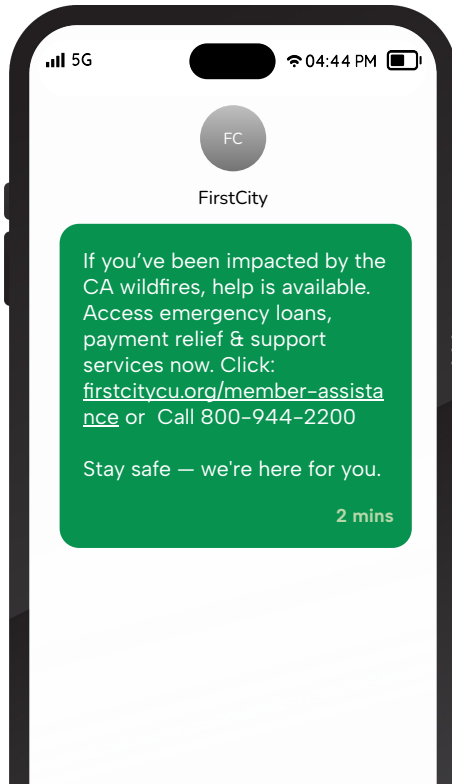 5G
04:44 PM
FC
FirstCity
If you’ve been impacted by the
CA wildfires, help is available.
Access emergency loans,
payment relief & support
services now. Click:
firstcitycu.org/member-assista
nce or  Call 800-944-2200
Stay safe — we're here for you.
2 mins